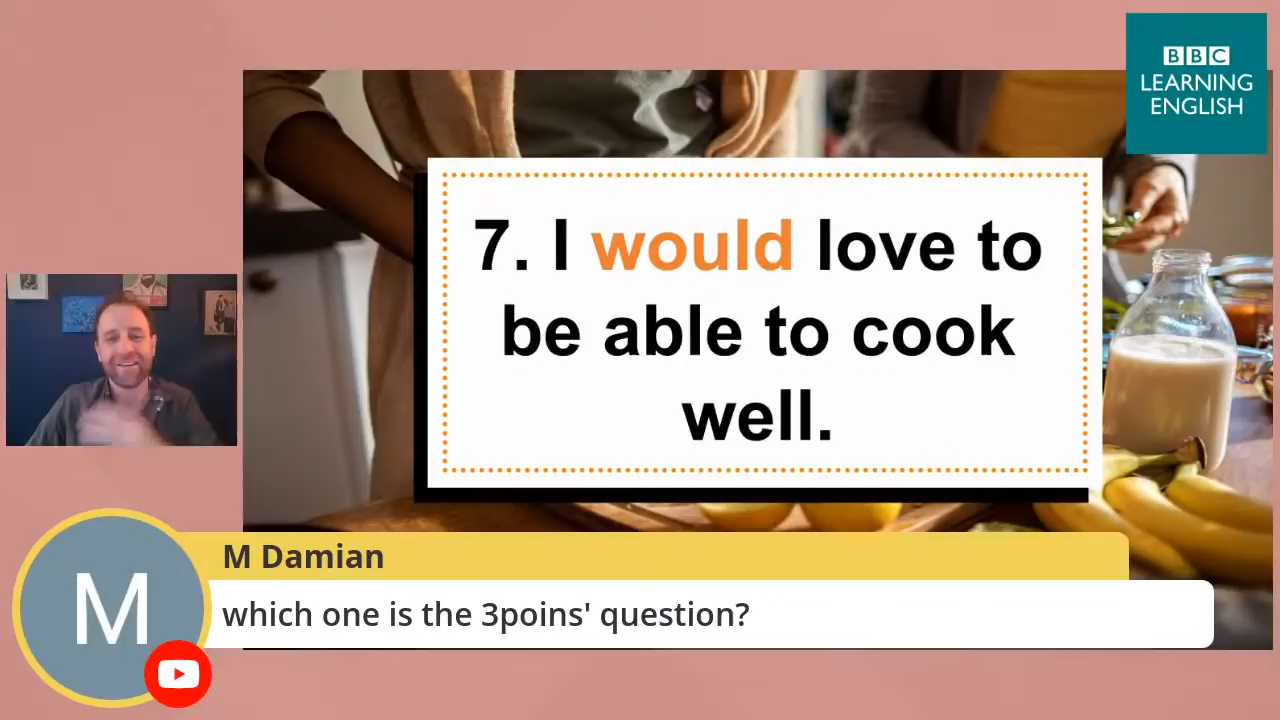 BBC
LEARNING
ENGLISH
7. I would love to
be able to cook
well.
M Damian
M
which one is the 3poins' question?